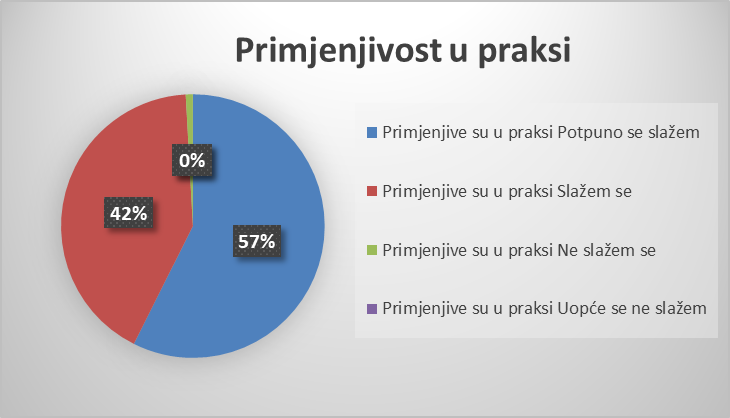 Primjenjivost u praksi
0%
42%
57%
Primjenjive su u praksi Potpuno se slažem
Primjenjive su u praksi Slažem se
Primjenjive su u praksi Ne slažem se
Primjenjive su u praksi Uopće se ne slažem